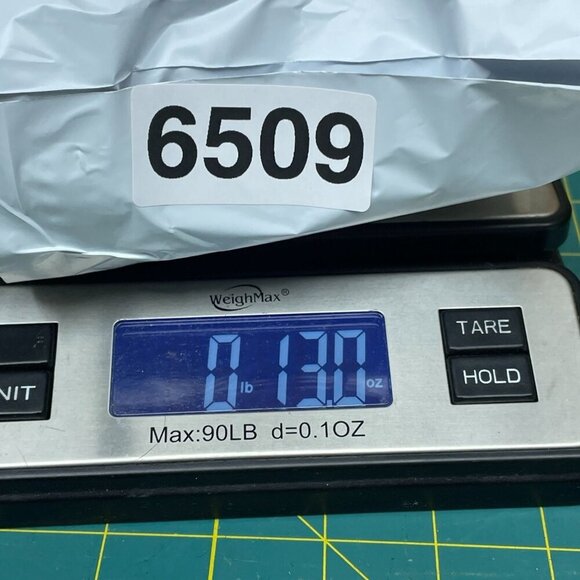 6509
WeighMax®
0 lb 13.0 oz
TARE
NIT
HOLD
Max:90LB d=0.1OZ